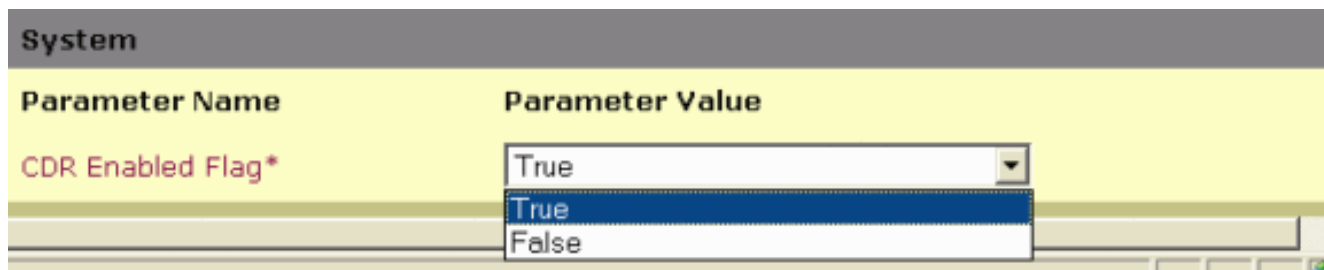 System
Parameter Name Parameter Value
CDR Enabled Flag* True
True
False